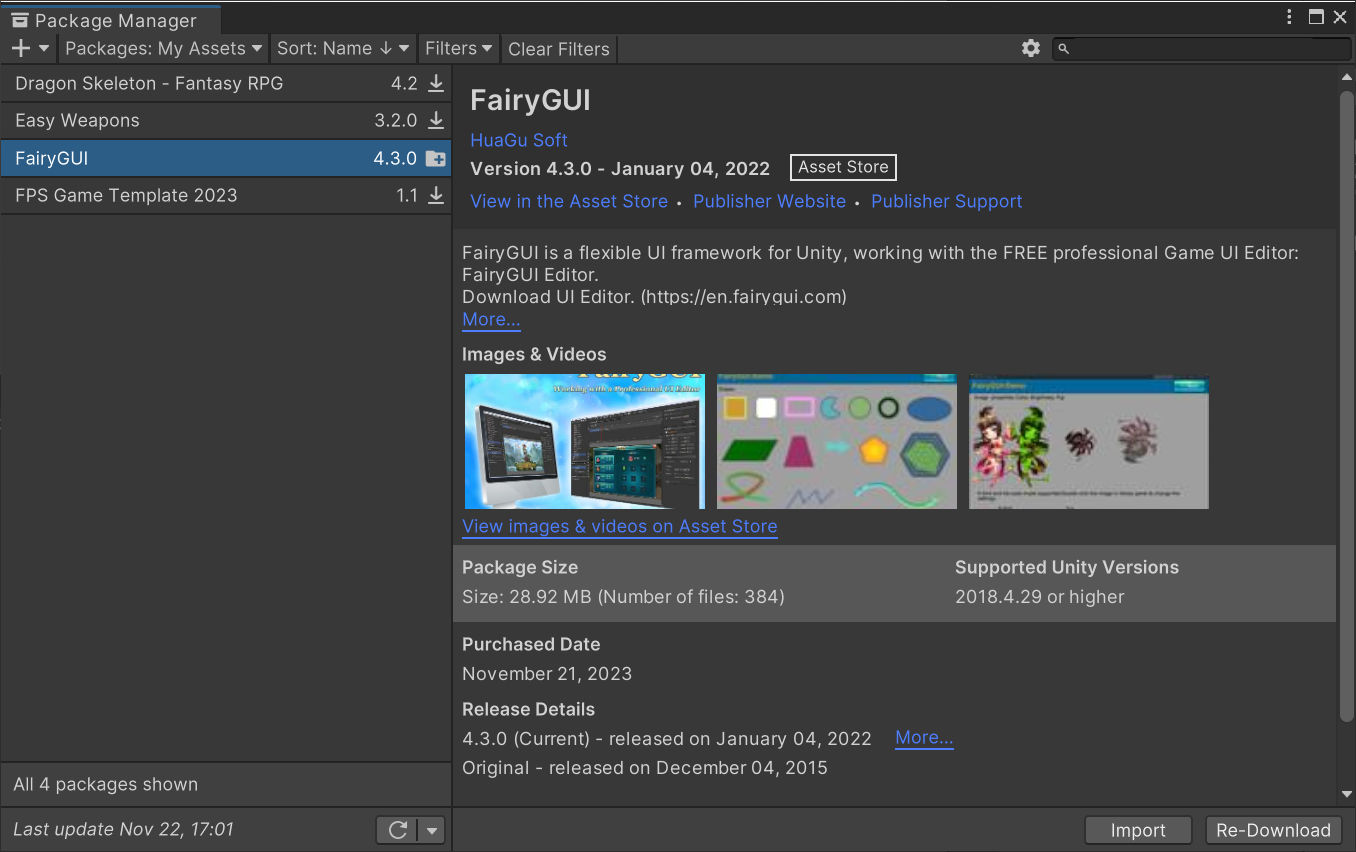 Package Manager
Packages: My Assets Sort: Name ↓ Filters Clear Filters
Dragon Skeleton - Fantasy RPG 4.2
Easy Weapons 3.2.0
FairyGUI 4.3.0
FPS Game Template 2023 1.1
All 4 packages shown
Last update Nov 22, 17:01
FairyGUI
HuaGu Soft
Version 4.3.0 - January 04, 2022 Asset Store
View in the Asset Store • Publisher Website • Publisher Support
FairyGUI is a flexible UI framework for Unity, working with the FREE professional Game UI Editor:
FairyGUI Editor.
Download UI Editor. (https://en.fairygui.com)
More...
Images & Videos
FairyGUI
Working with a Professional UI Editor
View images & videos on Asset Store
Package Size
Size: 28.92 MB (Number of files: 384)
Supported Unity Versions
2018.4.29 or higher
Purchased Date
November 21, 2023
Release Details
4.3.0 (Current) - released on January 04, 2022 More...
Original - released on December 04, 2015
Import Re-Download